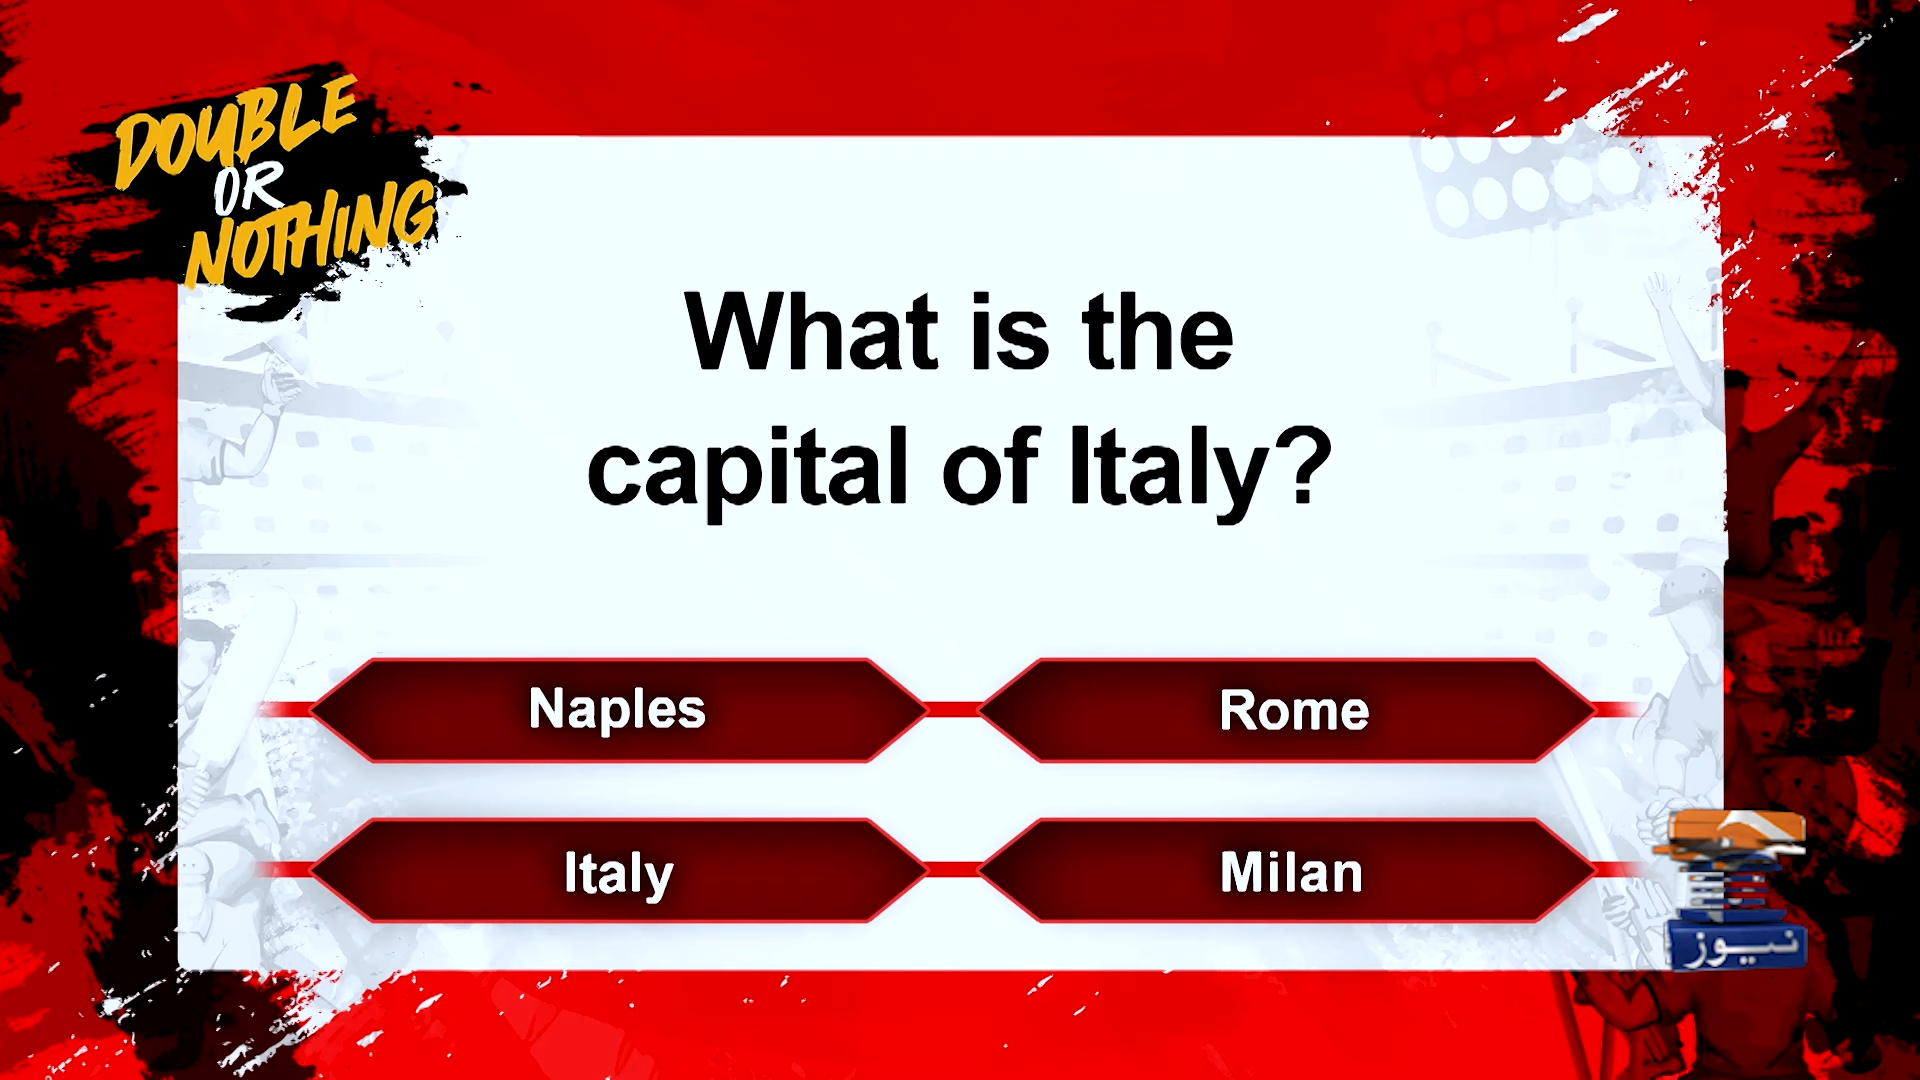 DOUBLE
OR
NOTHING
What is the
capital of Italy?
Naples
Rome
Italy
Milan
نیوز